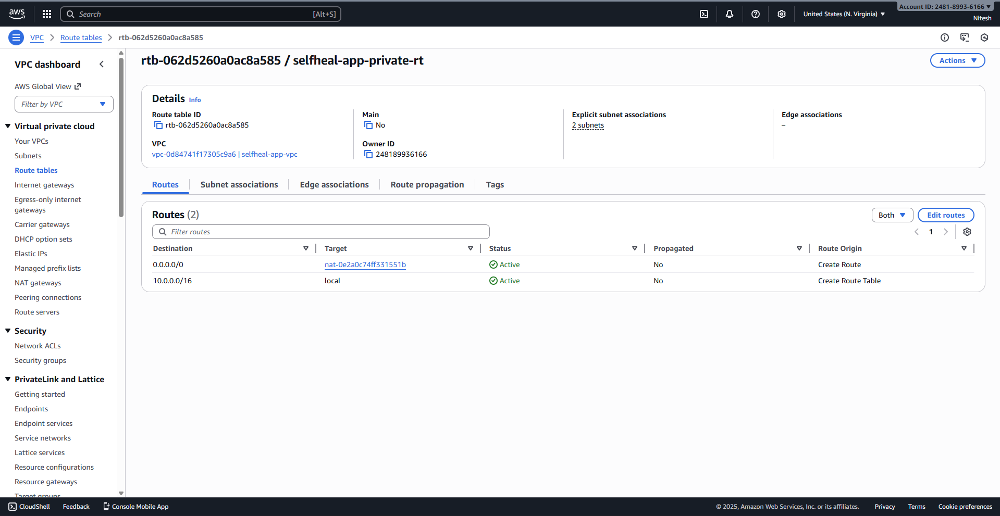 aws
Search [Alt+S]
United States (N. Virginia)
Account ID: 2481-8993-6166
Nitesh
VPC
Route tables
rtb-062d5260a0ac8a585
VPC dashboard
AWS Global View
Filter by VPC
Virtual private cloud
Your VPCs
Subnets
Route tables
Internet gateways
Egress-only internet
gateways
Carrier gateways
DHCP option sets
Elastic IPs
Managed prefix lists
NAT gateways
Peering connections
Route servers
Security
Network ACLs
Security groups
PrivateLink and Lattice
Getting started
Endpoints
Endpoint services
Service networks
Lattice services
Resource configurations
Resource gateways
Target groups
rtb-062d5260a0ac8a585 / selfheal-app-private-rt
Actions
Details Info
Route table ID
rtb-062d5260a0ac8a585
Main
No
Explicit subnet associations
2 subnets
Edge associations
–
VPC
vpc-0d84741f17305c9a6 | selfheal-app-vpc
Owner ID
248189936166
Routes Subnet associations Edge associations Route propagation Tags
Routes (2)
Both
Edit routes
Filter routes
1
Destination Target Status Propagated Route Origin
0.0.0.0/0 nat-0e2a0c74ff331551b Active No Create Route
10.0.0.0/16 local Active No Create Route Table
CloudShell Feedback Console Mobile App
© 2025, Amazon Web Services, Inc. or its affiliates. Privacy Terms Cookie preferences